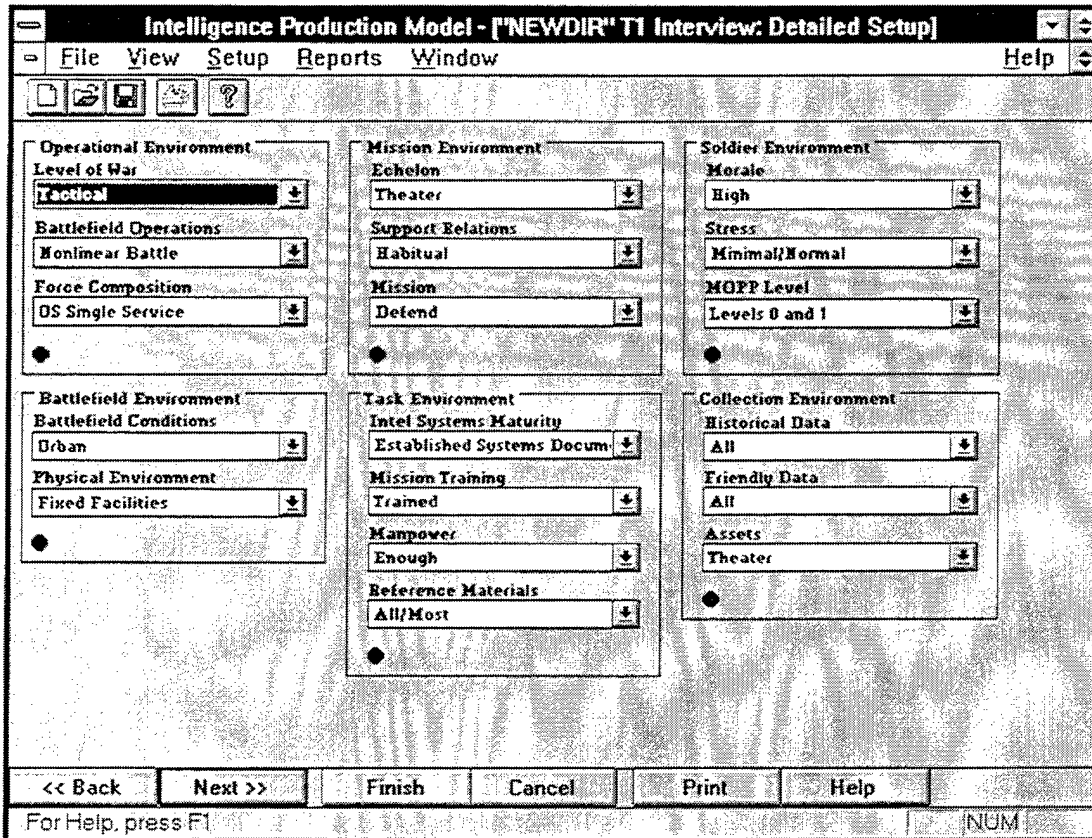 Intelligence Production Model - ["NEWDIR" T1 Interview: Detailed Setup]
File View Setup Reports Window Help
Operational Environment
Level of War
Tactical
Battlefield Operations
Nonlinear Battle
Force Composition
US Single Service
Mission Environment
Echelon
Theater
Support Relations
Habitual
Mission
Defend
Soldier Environment
Morale
High
Stress
Minimal/Normal
MOPP Level
Levels 0 and 1
Battlefield Environment
Battlefield Conditions
Urban
Physical Environment
Fixed Facilities
Task Environment
Intel Systems Maturity
Established Systems Docum
Mission Training
Trained
Manpower
Enough
Reference Materials
All/Most
Collection Environment
Historical Data
All
Friendly Data
All
Assets
Theater
<< Back Next >> Finish Cancel Print Help
For Help, press F1 NUM